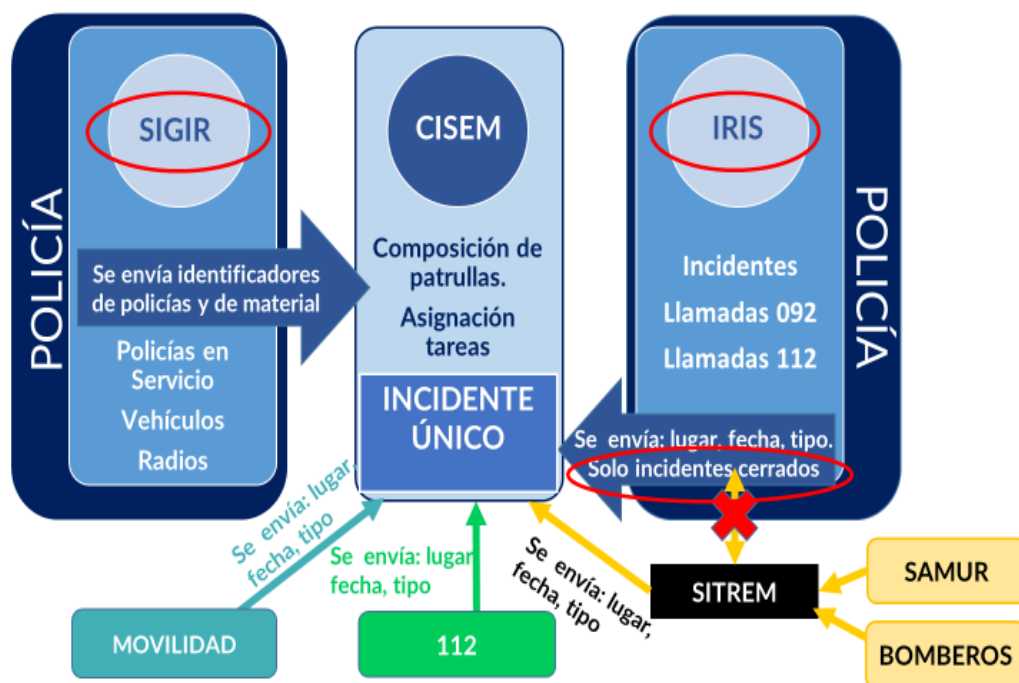 POLICÍA
SIGIR
Se envía identificadores
de policías y de material
Policías en
Servicio
Vehículos
Radios
CISEM
Composición de
patrullas.
Asignación
tareas
INCIDENTE
ÚNICO
IRIS
Incidentes
Llamadas 092
Llamadas 112
Se envía: lugar, fecha, tipo.
Solo incidentes cerrados
POLICÍA
Se envía: lugar,
fecha, tipo
Se envía: lugar
fecha, tipo
Se envía: lugar,
fecha, tipo
MOVILIDAD
112
SITREM
SAMUR
BOMBEROS